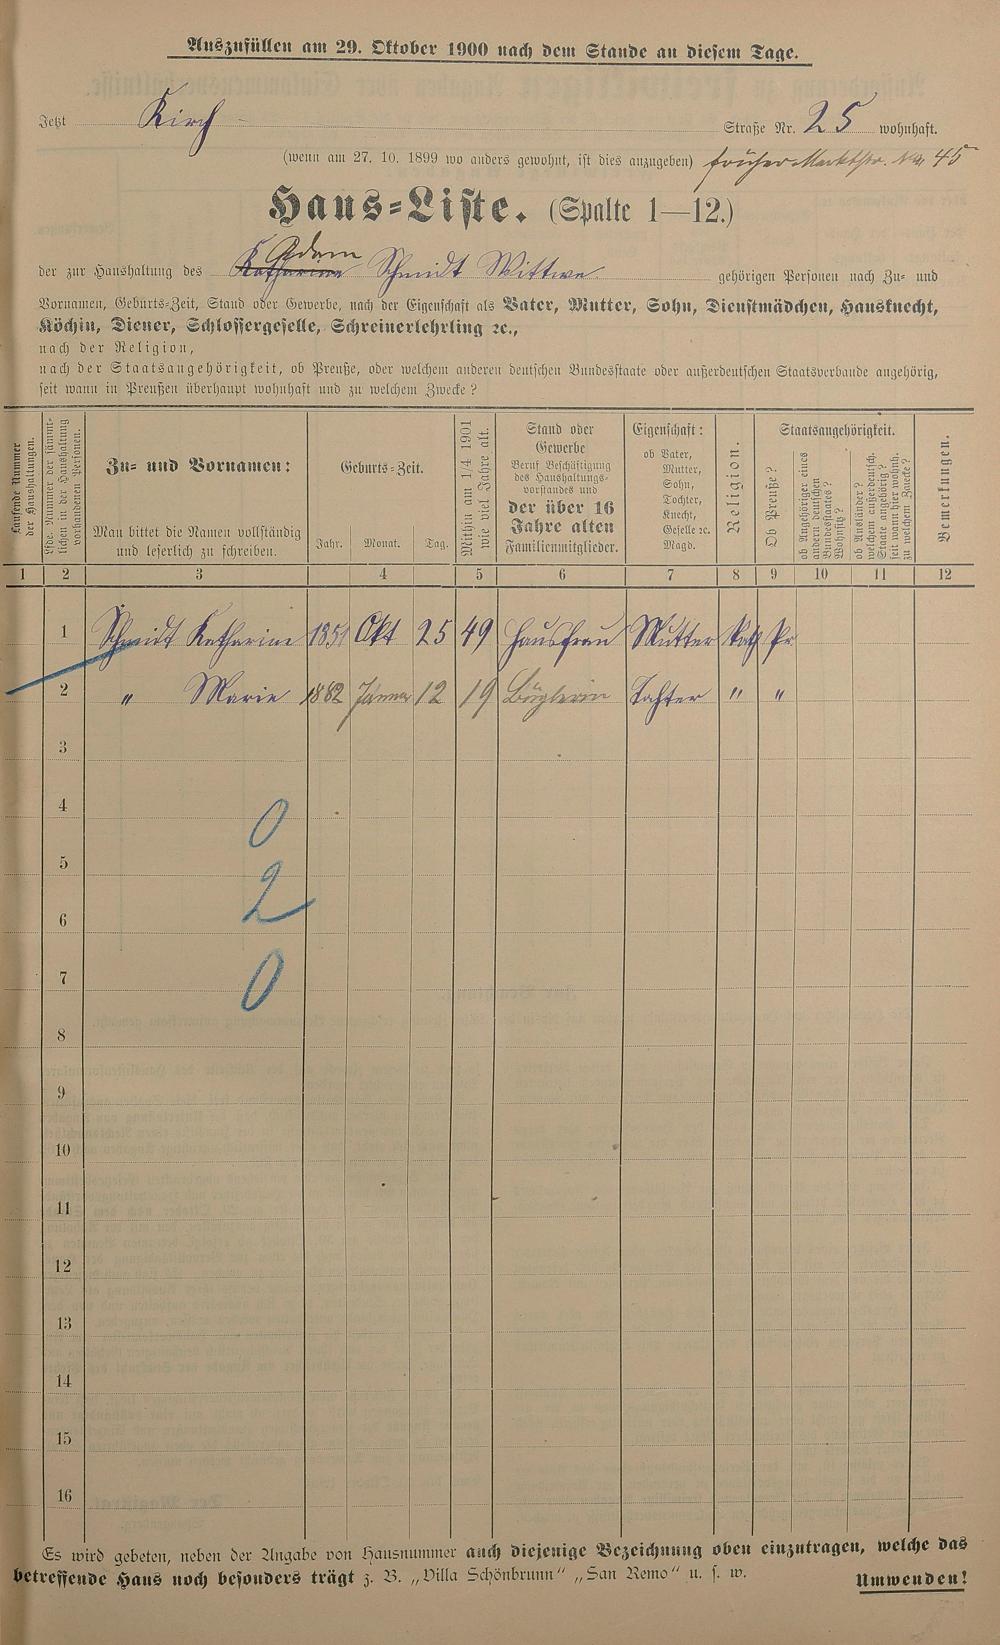 Auszufüllen am 29. Oktober 1900 nach dem Stande an diesem Tage.
Jetzt Kirch Straße Nr. 25 wohnhaft.
(wenn am 27. 10. 1899 wo anders gewohnt, ist dies anzugeben) früher Marktstr. No 45
Haus-Liste. (Spalte 1—12.)
Adam
der zur Haushaltung des Katharina Schmidt Wittwe gehörigen Personen nach Zu- und
Vornamen, Geburts-Zeit, Stand oder Gewerbe, nach der Eigenschaft als Vater, Mutter, Sohn, Dienstmädchen, Hausknecht,
Köchin, Diener, Schlossergeselle, Schreinerlehrling ꝛc.,
nach der Religion,
nach der Staatsangehörigkeit, ob Preuße, oder welchem anderen deutschen Bundesstaate oder außerdeutschen Staatsverbande angehörig,
seit wann in Preußen überhaupt wohnhaft und zu welchem Zwecke?
Laufende Nummer
der Haushaltungen.
Lfde. Nummer der sämmt-
lichen in der Haushaltung
vorhandenen Personen.
Zu- und Vornamen:
Man bittet die Namen vollständig
und leserlich zu schreiben.
Geburts-Zeit.
Jahr. Monat. Tag.
Mithin am 1/4 1901
wie viel Jahre alt.
Stand oder
Gewerbe
Beruf Beschäftigung
des Haushaltungs-
vorstandes und
der über 16
Jahre alten
Familienmitglieder.
Eigenschaft:
ob Vater,
Mutter,
Sohn,
Tochter,
Knecht,
Geselle ꝛc.
Magd.
Religion.
Staatsangehörigkeit.
Ob Preuße?
ob Angehöriger eines
andern deutschen
Bundesstaates?
Wohnsitz?
ob Ausländer?
welchem außerdeutsch.
Staate angehörig?
seit wann hier wohnh.
zu welchem Zwecke?
Bemerkungen.
1 2 3 4 5 6 7 8 9 10 11 12
1 Schmidt Katharina 1851 Okt 25 49 Hausfrau Mutter kath Pr
2 " Marie 1882 Jänner 12 19 Büglerin Tochter " "
3
4
0
5
2
6
7
0
8
9
10
11
12
13
14
15
16
Es wird gebeten, neben der Angabe von Hausnummer auch diejenige Bezeichnung oben einzutragen, welche das
betreffende Haus noch besonders trägt z. B. „Villa Schönbrunn" „San Remo" u. s. w.
Umwenden!